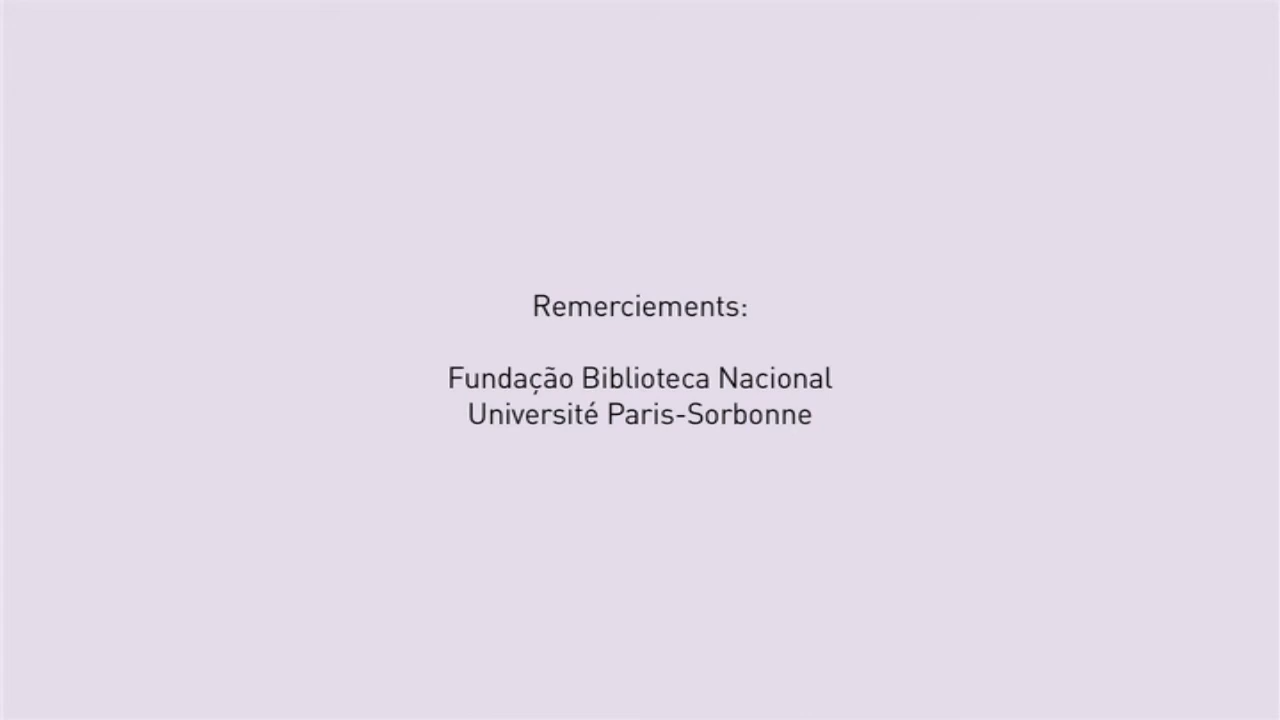 Remerciements:
Fundação Biblioteca Nacional
Université Paris-Sorbonne